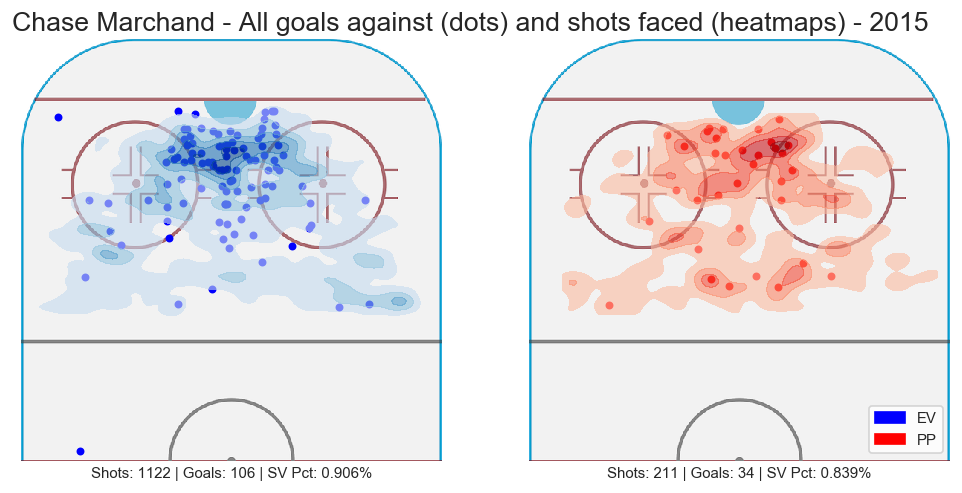 Chase Marchand - All goals against (dots) and shots faced (heatmaps) - 2015
EV
PP
Shots: 1122 | Goals: 106 | SV Pct: 0.906%
Shots: 211 | Goals: 34 | SV Pct: 0.839%